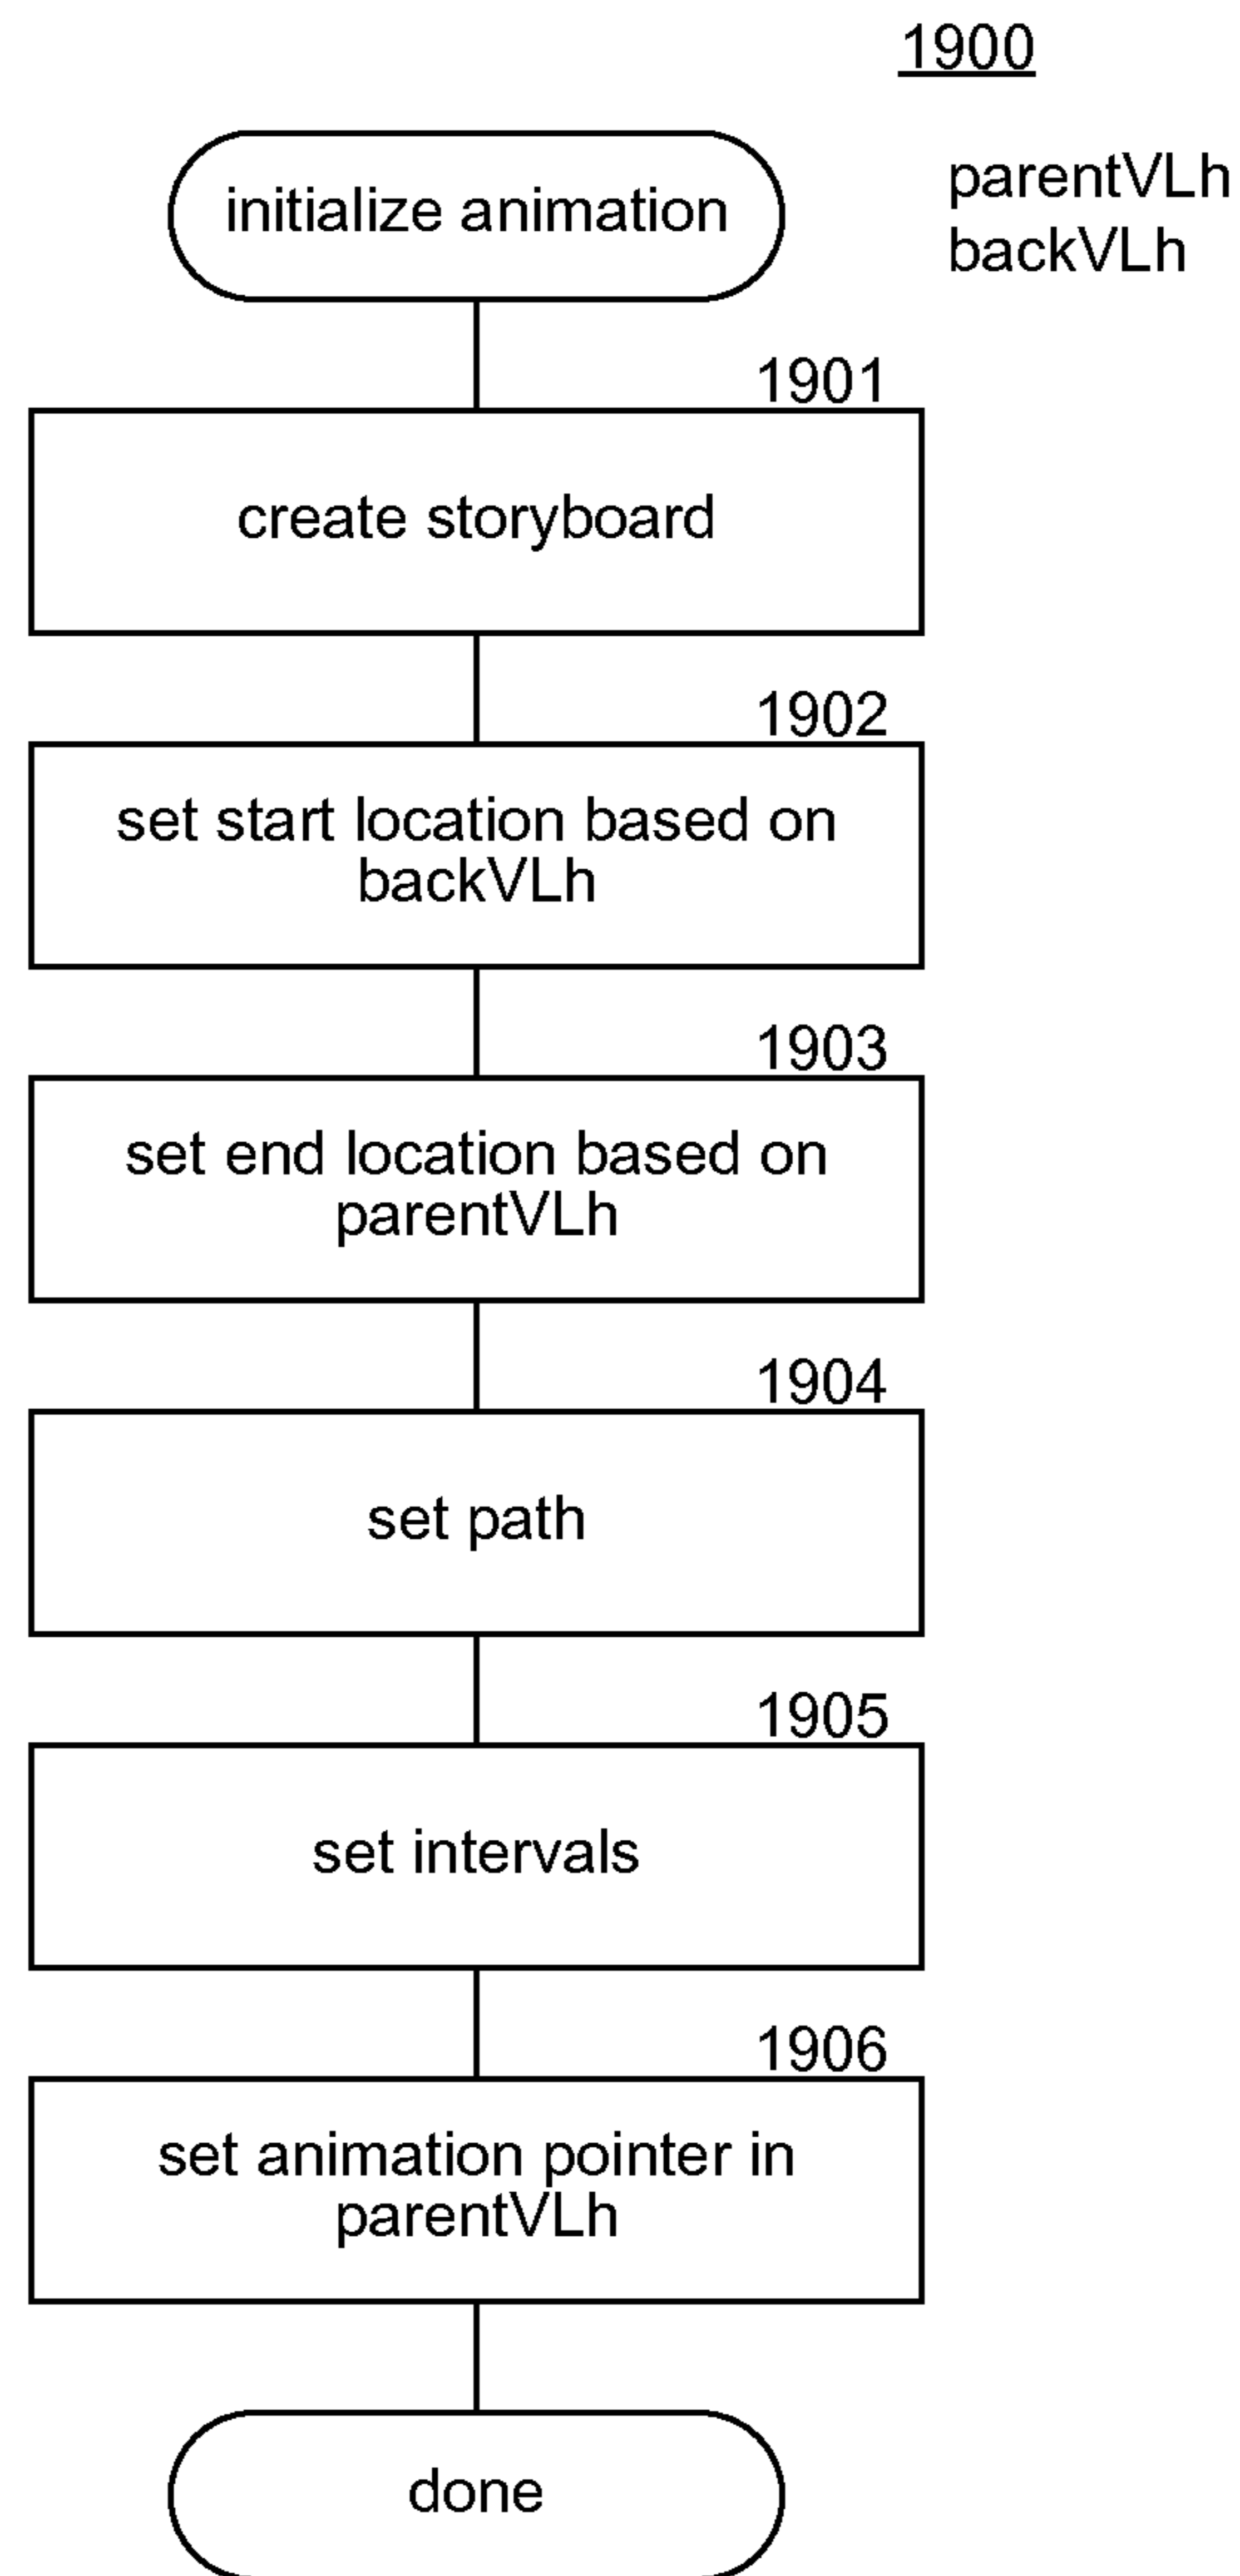 1900
initialize animation
parentVLh
backVLh
1901
create storyboard
1902
set start location based on
backVLh
1903
set end location based on
parentVLh
1904
set path
1905
set intervals
1906
set animation pointer in
parentVLh
done